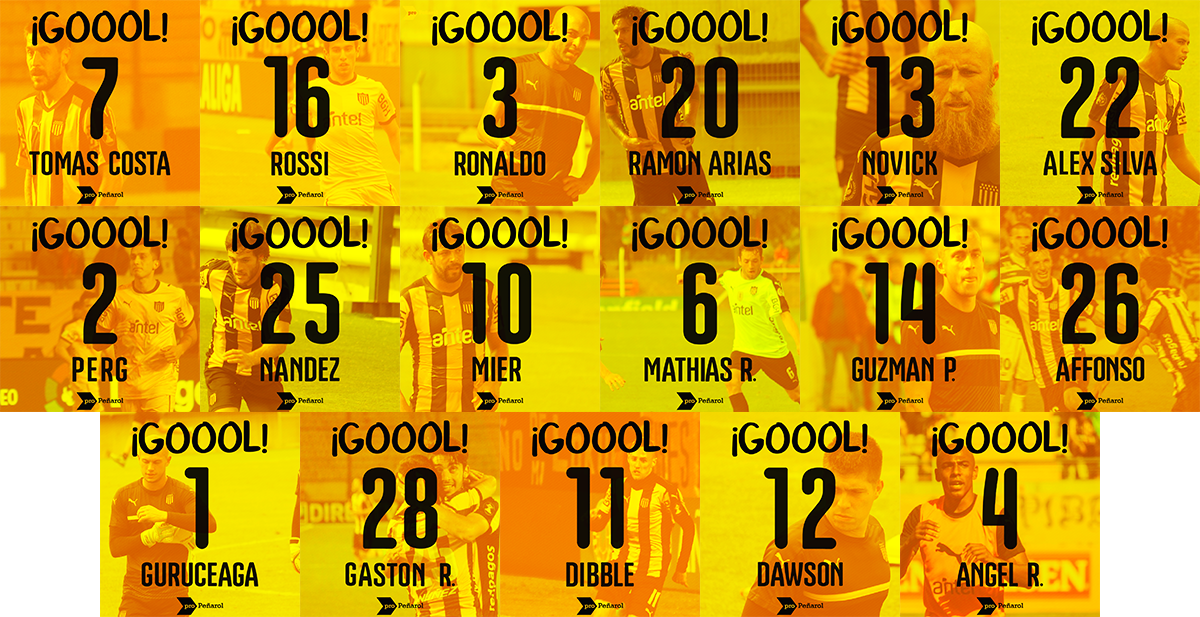 ¡GOOOL!
7
TOMAS COSTA
pro Peñarol
¡GOOOL!
16
ROSSI
pro Peñarol
¡GOOOL!
3
RONALDO
pro Peñarol
¡GOOOL!
20
RAMON ARIAS
pro Peñarol
¡GOOOL!
13
NOVICK
pro Peñarol
¡GOOOL!
22
ALEX SILVA
pro Peñarol
¡GOOOL!
2
PERG
pro Peñarol
¡GOOOL!
25
NANDEZ
pro Peñarol
¡GOOOL!
10
MIER
pro Peñarol
¡GOOOL!
6
MATHIAS R.
pro Peñarol
¡GOOOL!
14
GUZMAN P.
pro Peñarol
¡GOOOL!
26
AFFONSO
pro Peñarol
¡GOOOL!
1
GURUCEAGA
pro Peñarol
¡GOOOL!
28
GASTON R.
pro Peñarol
¡GOOOL!
11
DIBBLE
pro Peñarol
¡GOOOL!
12
DAWSON
pro Peñarol
¡GOOOL!
4
ANGEL R.
pro Peñarol